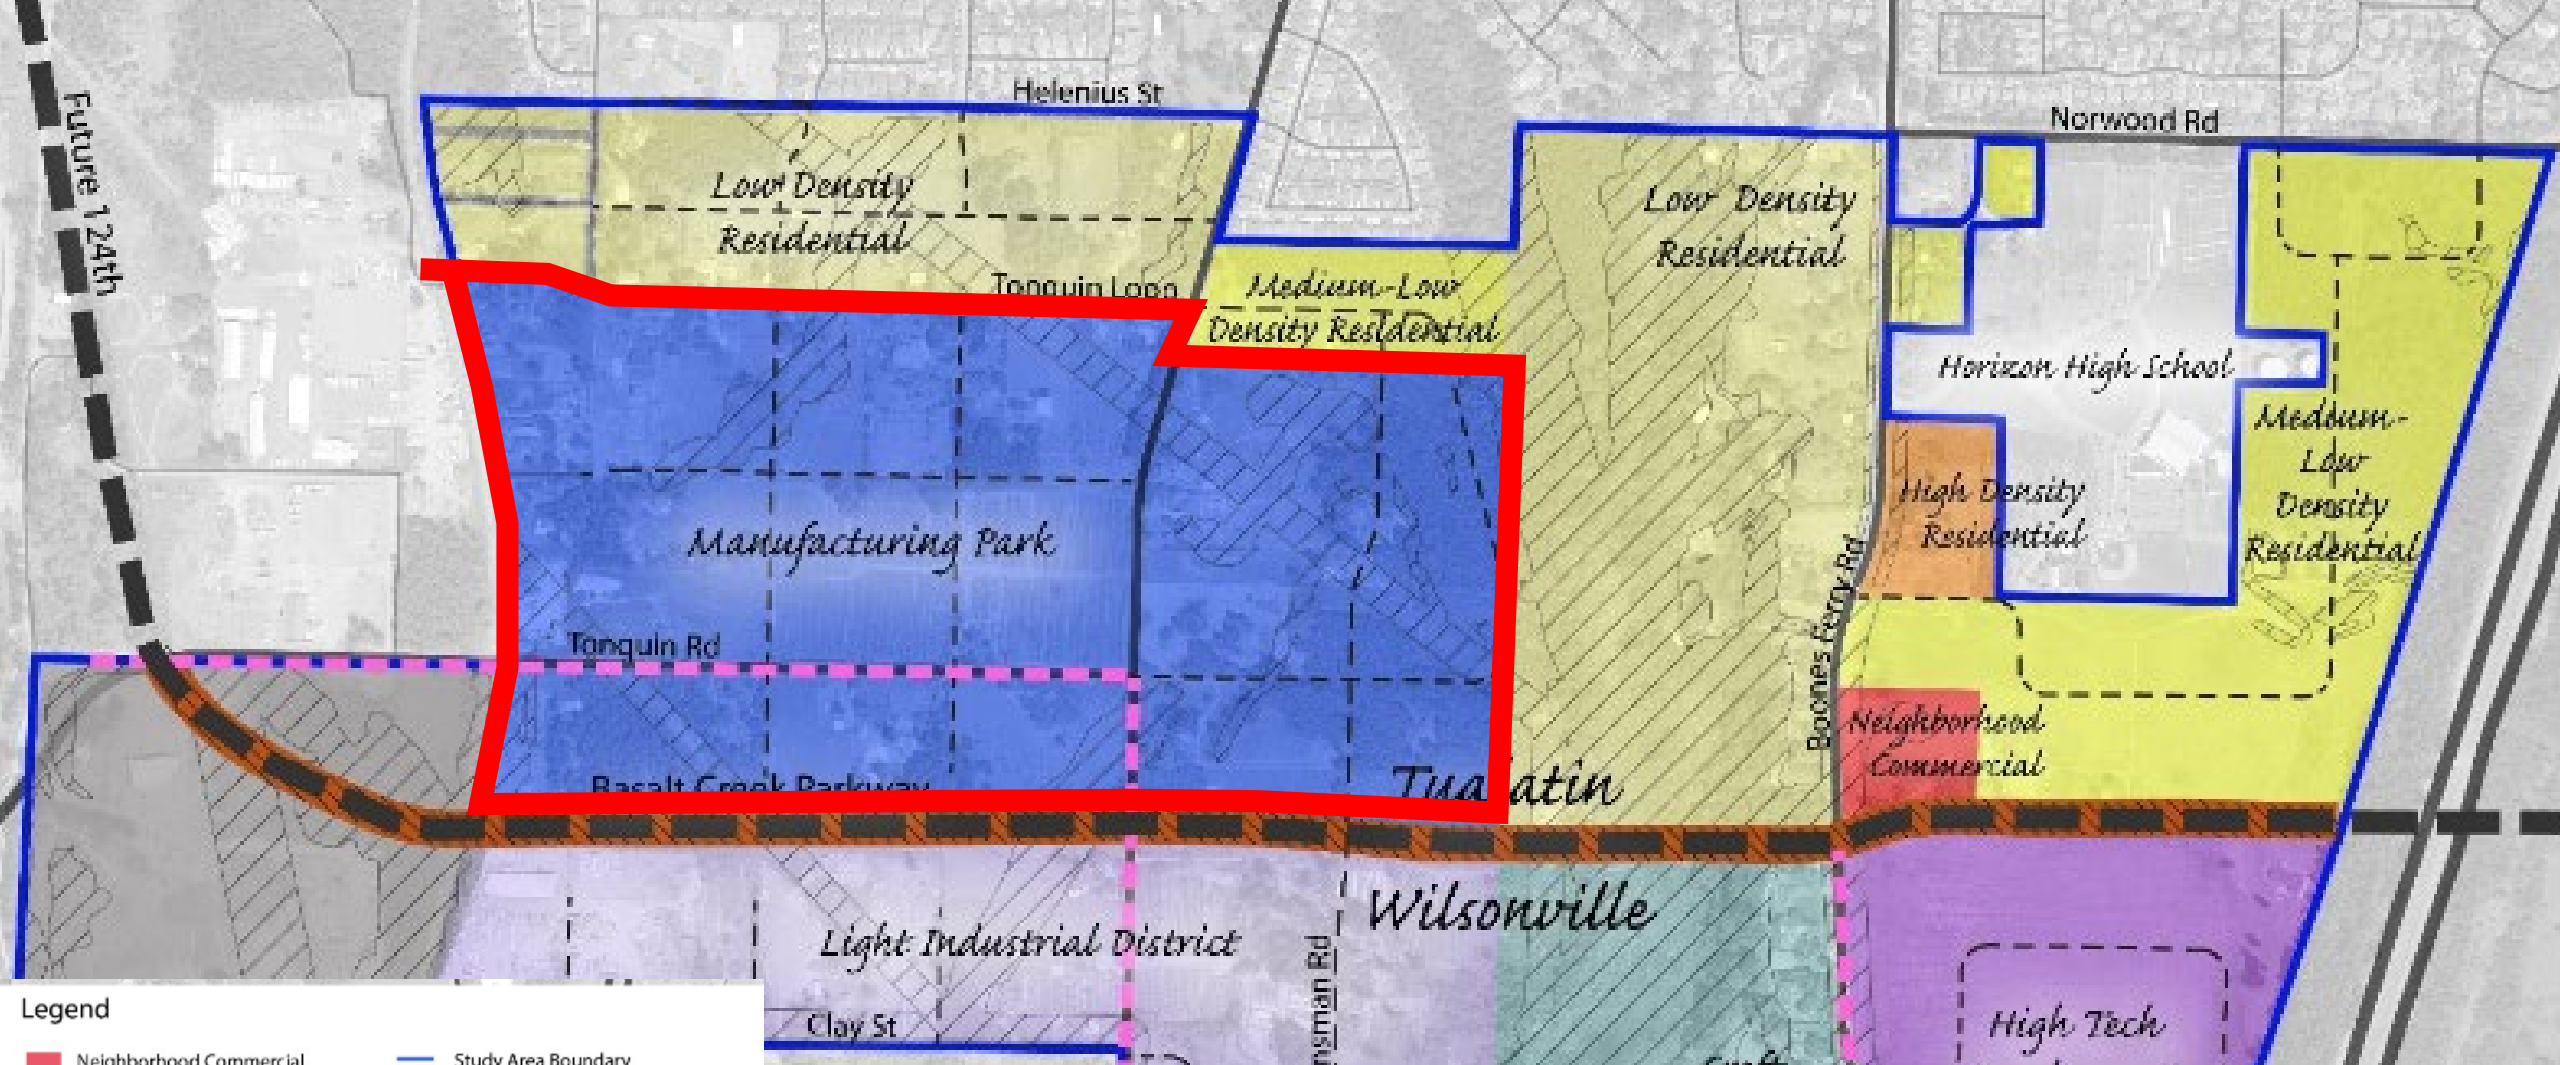 Helenius St
Norwood Rd
Future 124th
Low Density
Residential
Low Density
Residential
Tonquin Loop
Medium-Low
Density Residential
Horizon High School
Medium-
Low
Density
Residential
High Density
Residential
Manufacturing Park
Boones Ferry Rd
Tonquin Rd
Neighborhood
Commercial
Basalt Creek Parkway
Tualatin
Wilsonville
Light Industrial District
Clay St
High Tech
Legend
Neighborhood Commercial
Study Area Boundary